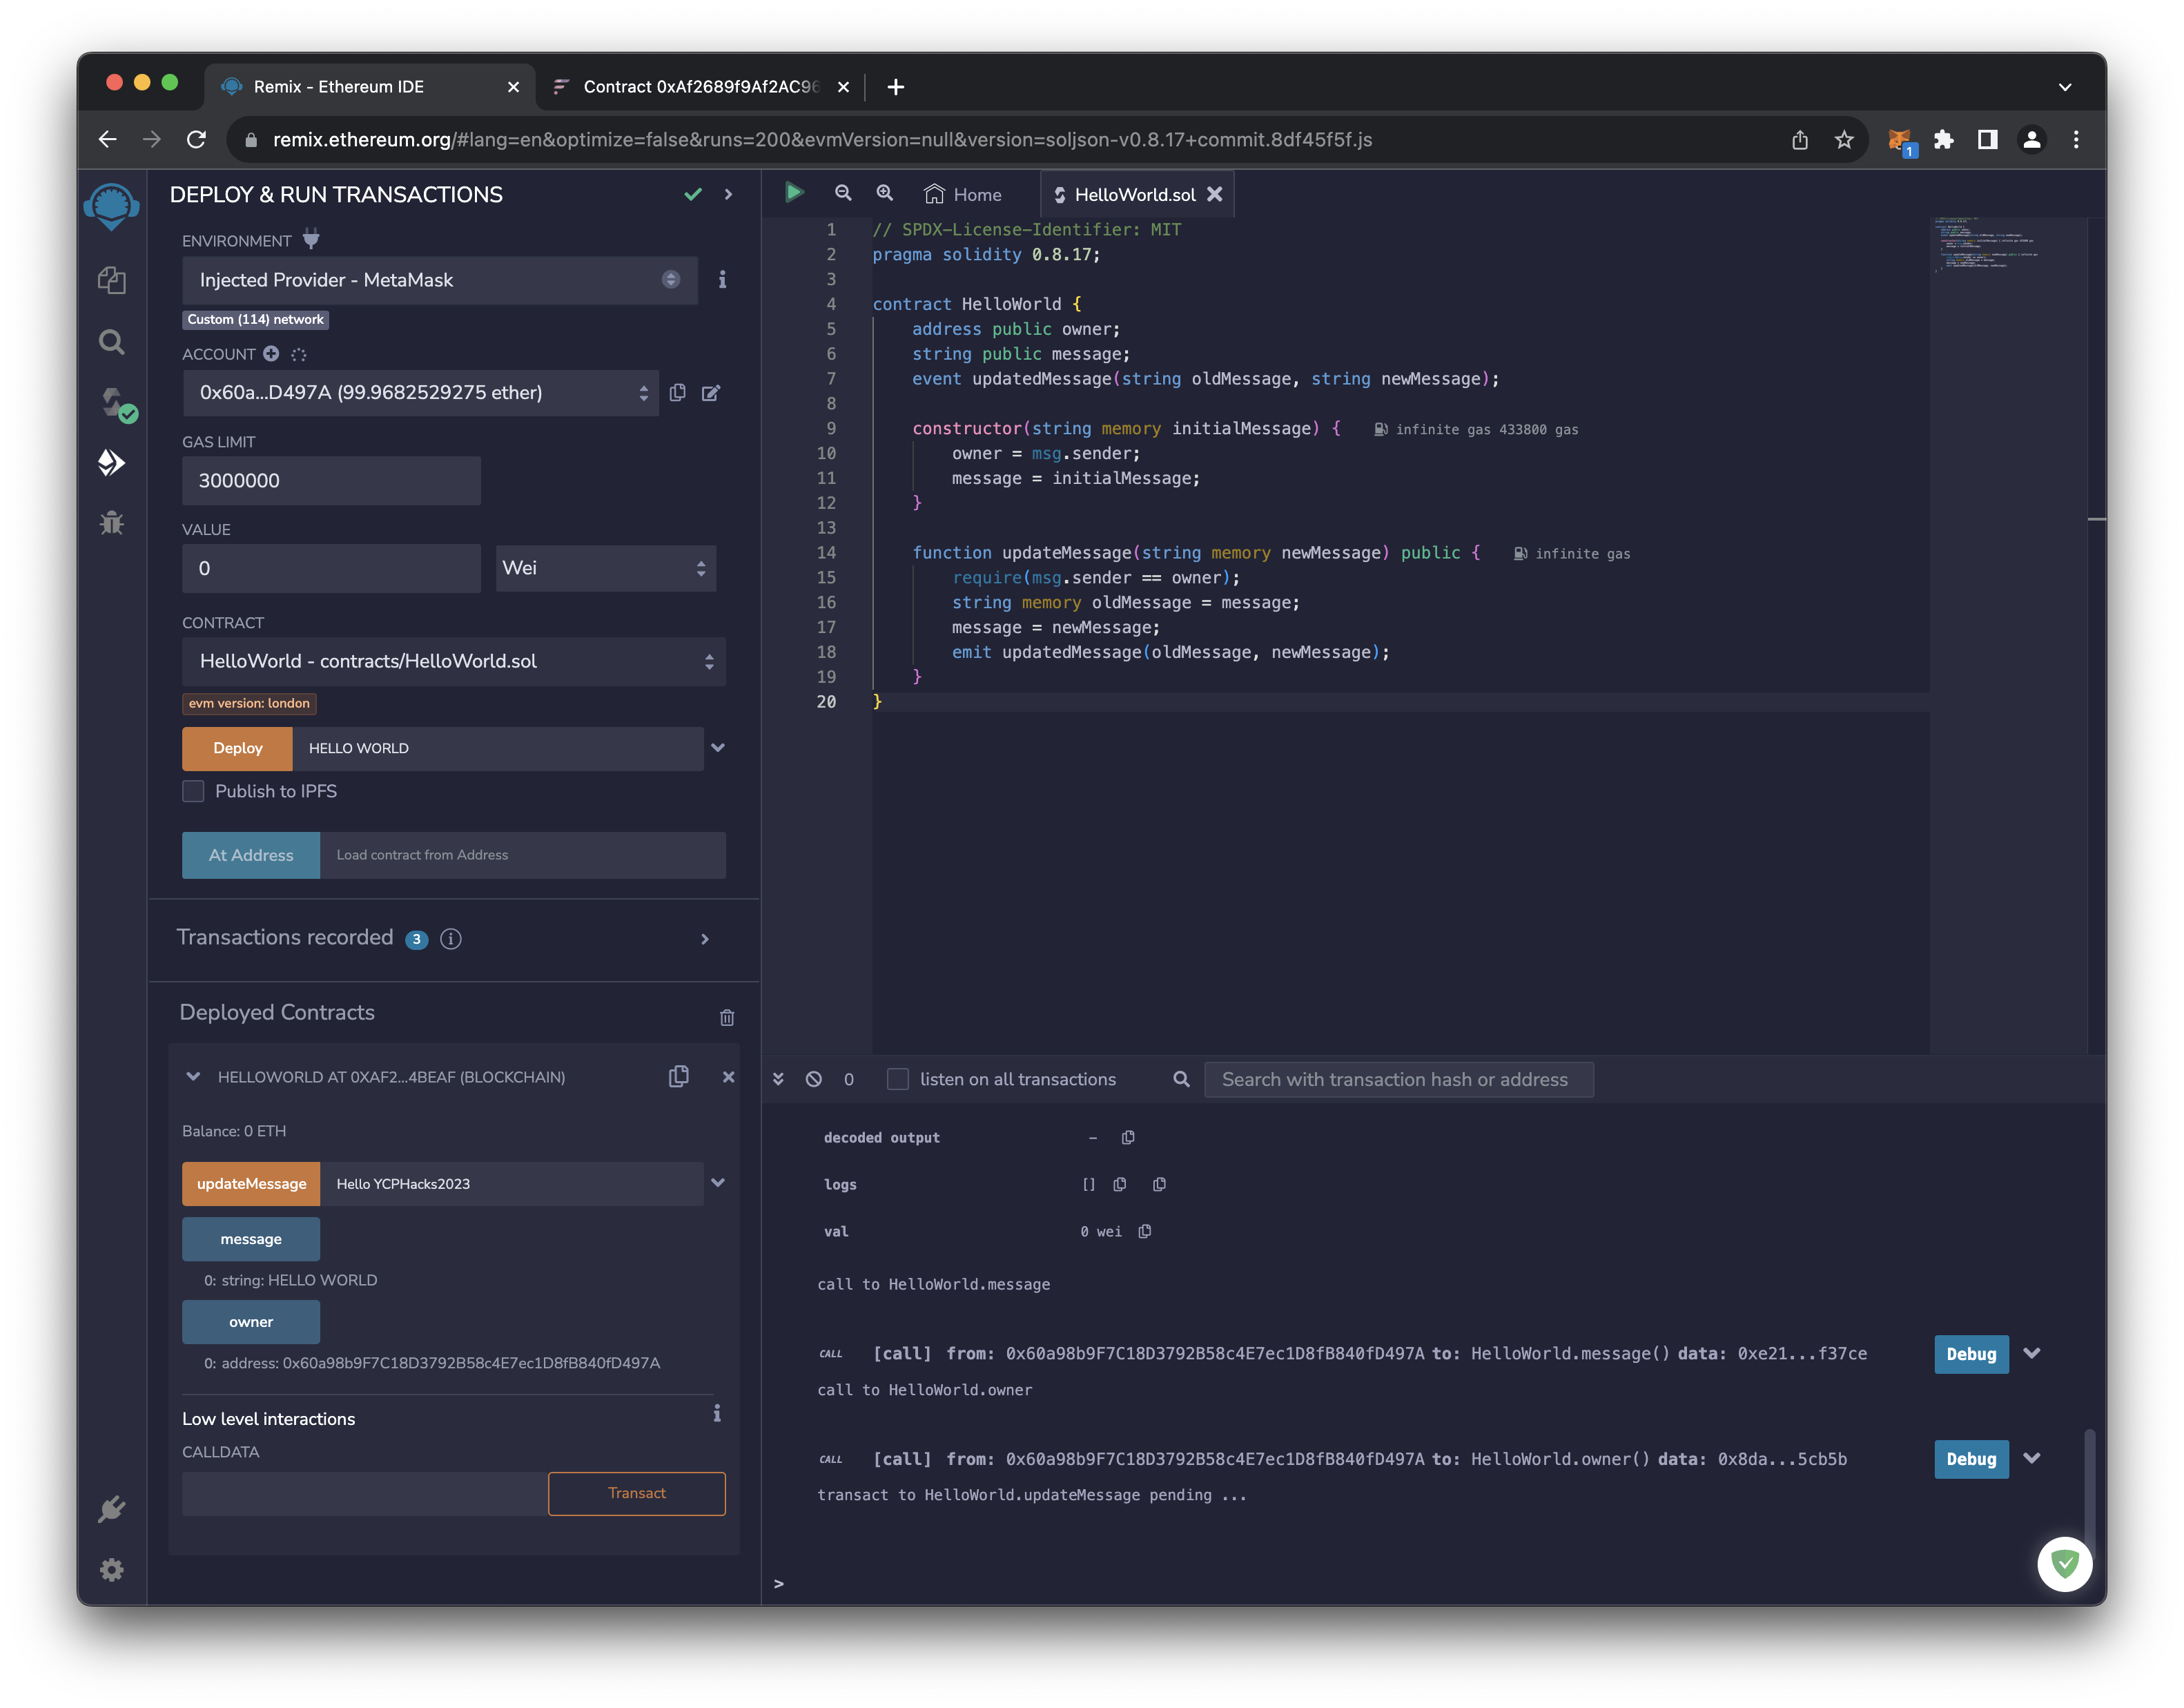 Remix - Ethereum IDE
Contract 0xAf2689f9Af2AC96
remix.ethereum.org/#lang=en&optimize=false&runs=200&evmVersion=null&version=soljson-v0.8.17+commit.8df45f5f.js
1
DEPLOY & RUN TRANSACTIONS
ENVIRONMENT
Injected Provider - MetaMask
Custom (114) network
ACCOUNT
0x60a...D497A (99.9682529275 ether)
GAS LIMIT
3000000
VALUE
0
Wei
CONTRACT
HelloWorld - contracts/HelloWorld.sol
evm version: london
Deploy HELLO WORLD
Publish to IPFS
At Address Load contract from Address
Transactions recorded 3
Deployed Contracts
HELLOWORLD AT 0XAF2...4BEAF (BLOCKCHAIN)
Balance: 0 ETH
updateMessage Hello YCPHacks2023
message
0: string: HELLO WORLD
owner
0: address: 0x60a98b9F7C18D3792B58c4E7ec1D8fB840fD497A
Low level interactions
CALLDATA
Transact
Home
HelloWorld.sol
1 // SPDX-License-Identifier: MIT
2 pragma solidity 0.8.17;
3
4 contract HelloWorld {
5 address public owner;
6 string public message;
7 event updatedMessage(string oldMessage, string newMessage);
8
9 constructor(string memory initialMessage) { infinite gas 433800 gas
10 owner = msg.sender;
11 message = initialMessage;
12 }
13
14 function updateMessage(string memory newMessage) public { infinite gas
15 require(msg.sender == owner);
16 string memory oldMessage = message;
17 message = newMessage;
18 emit updatedMessage(oldMessage, newMessage);
19 }
20 }
0 listen on all transactions Search with transaction hash or address
decoded output -
logs []
val 0 wei
call to HelloWorld.message
CALL [call] from: 0x60a98b9F7C18D3792B58c4E7ec1D8fB840fD497A to: HelloWorld.message() data: 0xe21...f37ce Debug
call to HelloWorld.owner
CALL [call] from: 0x60a98b9F7C18D3792B58c4E7ec1D8fB840fD497A to: HelloWorld.owner() data: 0x8da...5cb5b Debug
transact to HelloWorld.updateMessage pending ...
>